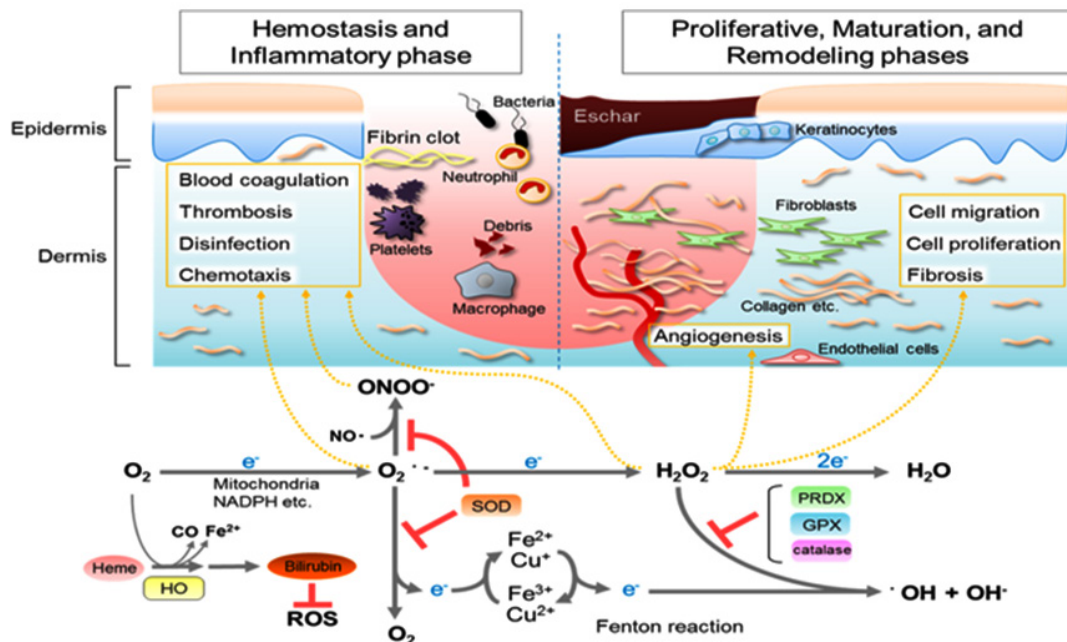 Hemostasis and
Inflammatory phase
Proliferative, Maturation, and
Remodeling phases
Epidermis
Dermis
Bacteria
Fibrin clot
Neutrophil
Platelets
Debris
Macrophage
Blood coagulation
Thrombosis
Disinfection
Chemotaxis
Eschar
Keratinocytes
Fibroblasts
Collagen etc.
Angiogenesis
Endothelial cells
Cell migration
Cell proliferation
Fibrosis
ONOO⁻
NO·
O₂
e⁻
Mitochondria
NADPH etc.
O₂·⁻
e⁻
H₂O₂
2e⁻
H₂O
SOD
PRDX
GPX
catalase
CO Fe²⁺
Heme
HO
Bilirubin
ROS
O₂
e⁻
Fe²⁺
Cu⁺
Fe³⁺
Cu²⁺
e⁻
Fenton reaction
·OH + OH⁻